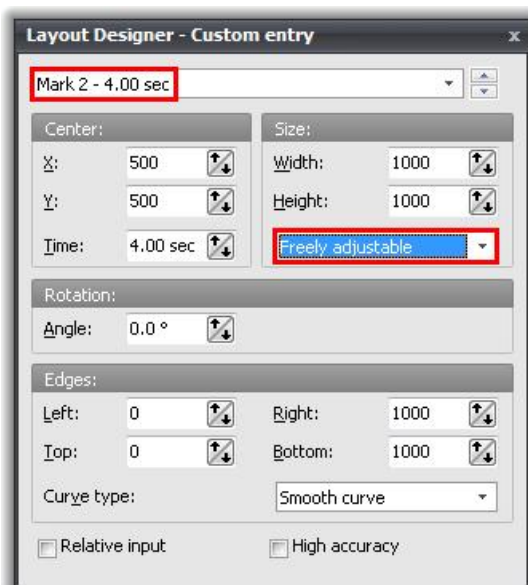 Layout Designer - Custom entry x
Mark 2 - 4.00 sec
Center: Size:
X: 500 Width: 1000
Y: 500 Height: 1000
Time: 4.00 sec Freely adjustable
Rotation:
Angle: 0.0 °
Edges:
Left: 0 Right: 1000
Top: 0 Bottom: 1000
Curve type: Smooth curve
Relative input High accuracy